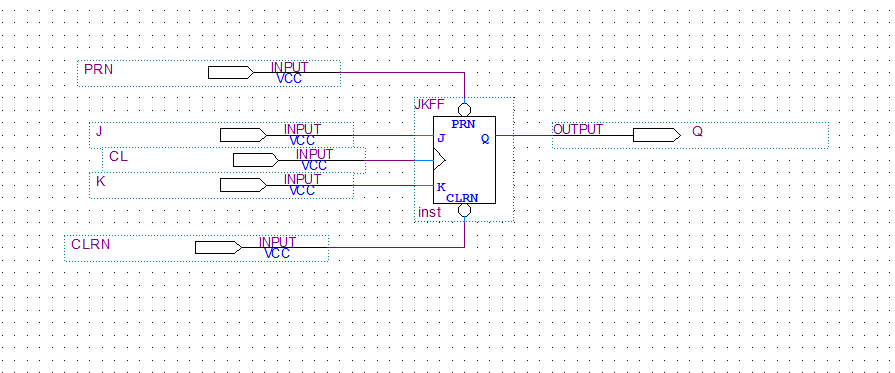 PRN INPUT
VCC
JKFF
PRN
J INPUT
VCC
J Q
OUTPUT Q
CL INPUT
VCC
K INPUT
VCC
K
CLRN
inst
CLRN INPUT
VCC